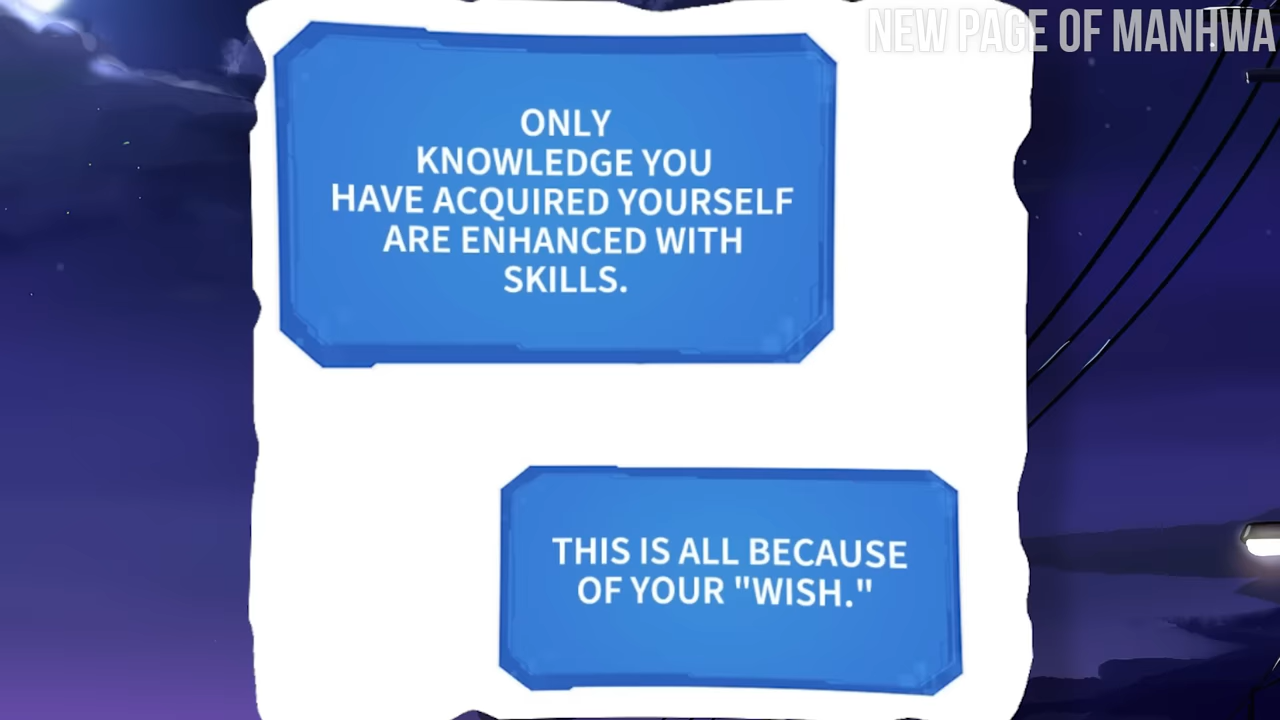 NEW PAGE OF MANHWA
ONLY
KNOWLEDGE YOU
HAVE ACQUIRED YOURSELF
ARE ENHANCED WITH
SKILLS.
THIS IS ALL BECAUSE
OF YOUR "WISH."